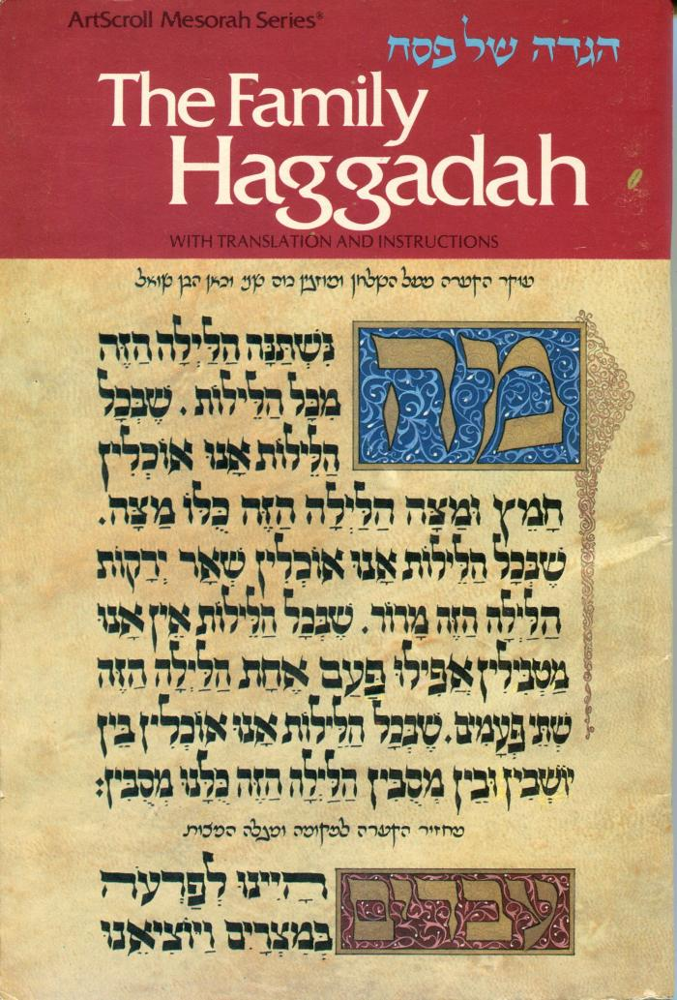 ArtScroll Mesorah Series®
הגדה של פסח
The Family
Haggadah
WITH TRANSLATION AND INSTRUCTIONS
עוקר הקערה מעל השלחן ומוזגין כוס שני וכאן הבן שואל
מה נִּשְׁתַּנָּה הַלַּיְלָה הַזֶּה
מִכָּל הַלֵּילוֹת . שֶׁבְּכָל
הַלֵּילוֹת אָנוּ אוֹכְלִין
חָמֵץ וּמַצָּה הַלַּיְלָה הַזֶּה כֻּלּוֹ מַצָּה.
שֶׁבְּכָל הַלֵּילוֹת אָנוּ אוֹכְלִין שְׁאָר יְרָקוֹת
הַלַּיְלָה הַזֶּה מָרוֹר. שֶׁבְּכָל הַלֵּילוֹת אֵין אָנוּ
מַטְבִּילִין אֲפִילוּ פַּעַם אֶחָת הַלַּיְלָה הַזֶּה
שְׁתֵּי פְּעָמִים. שֶׁבְּכָל הַלֵּילוֹת אָנוּ אוֹכְלִין בֵּין
יוֹשְׁבִין וּבֵין מְסֻבִּין הַלַּיְלָה הַזֶּה כֻּלָּנוּ מְסֻבִּין:
מחזיר הקערה למקומה ומגלה המצות
עבדים הָיִינוּ לְפַרְעֹה
בְּמִצְרָיִם וַיּוֹצִיאֵנוּ